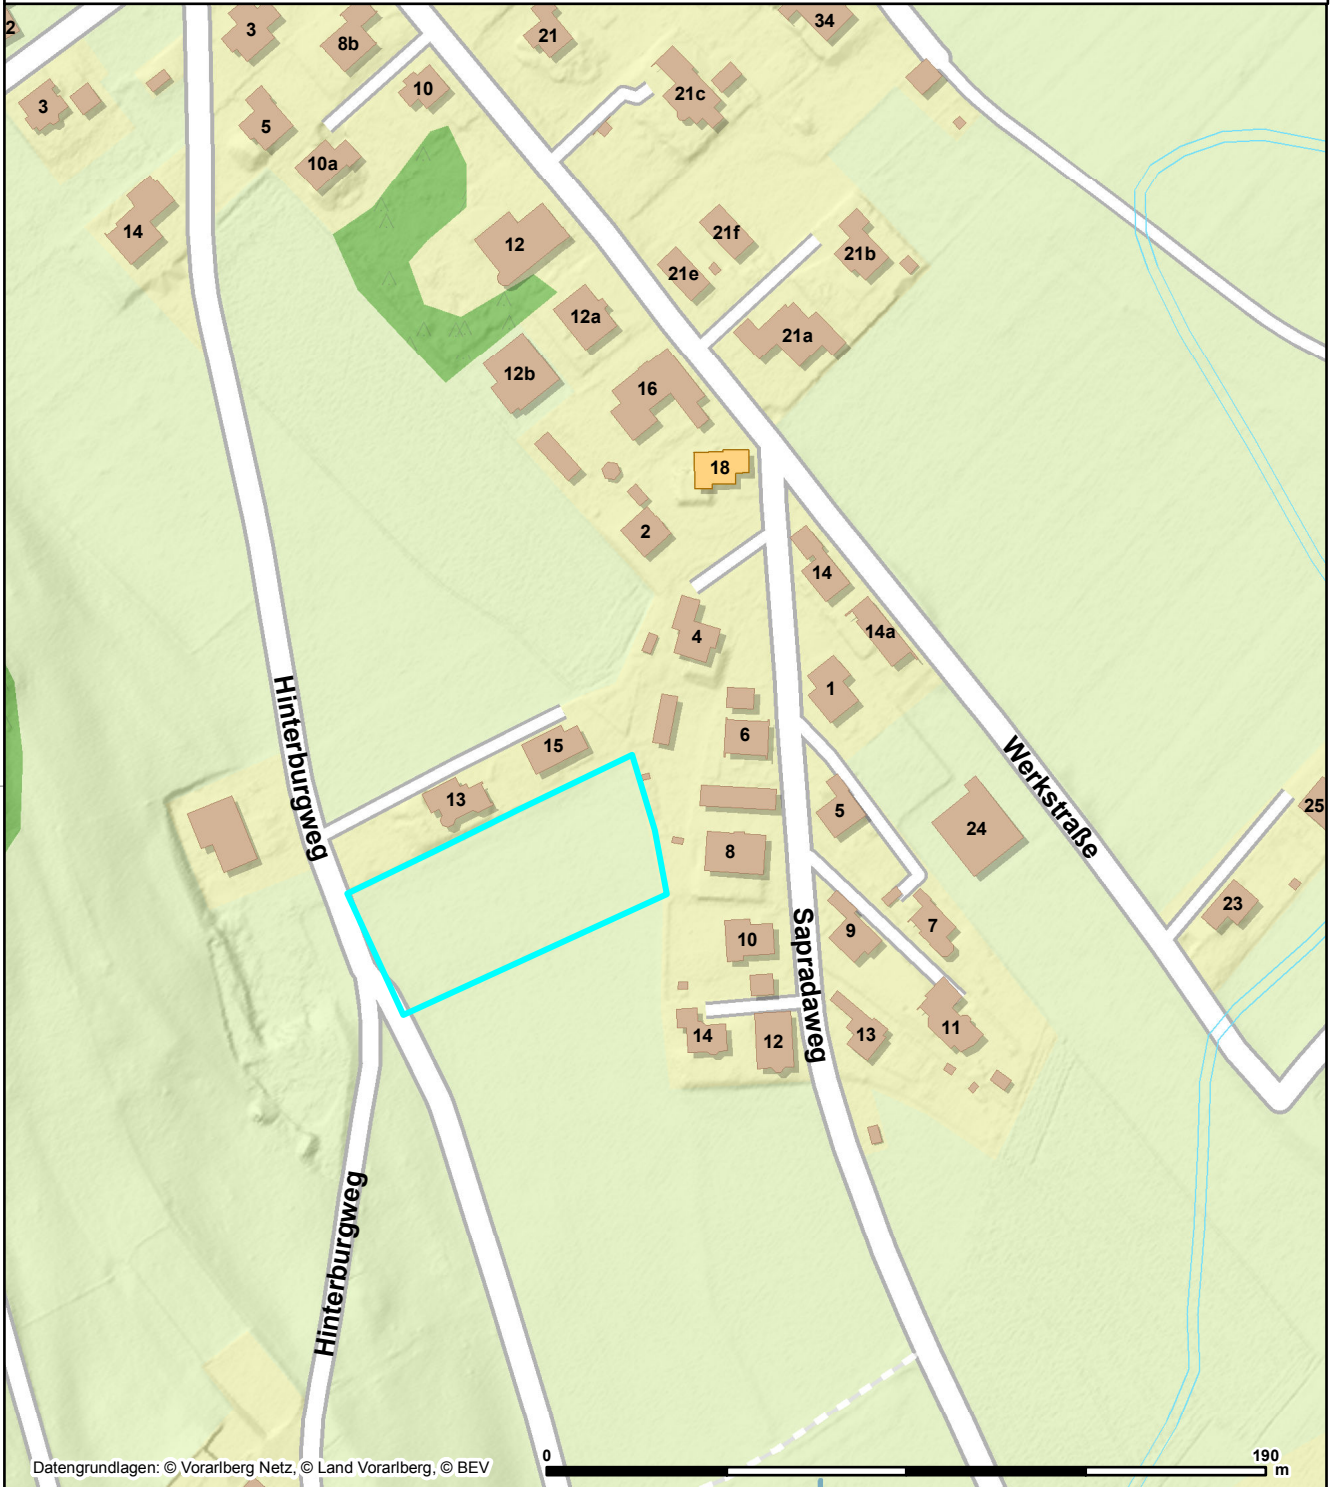 2
3
8b
21
34
3
10
21c
5
10a
14
12
21f
21e
21b
12a
21a
12b
16
18
2
14
14a
4
1
Hinterburgweg
6
15
Werkstraße
13
5
24
25
8
23
Sapradaweg
10
9
7
14
12
13
11
Hinterburgweg
Datengrundlagen: © Vorarlberg Netz, © Land Vorarlberg, © BEV
0
190
m